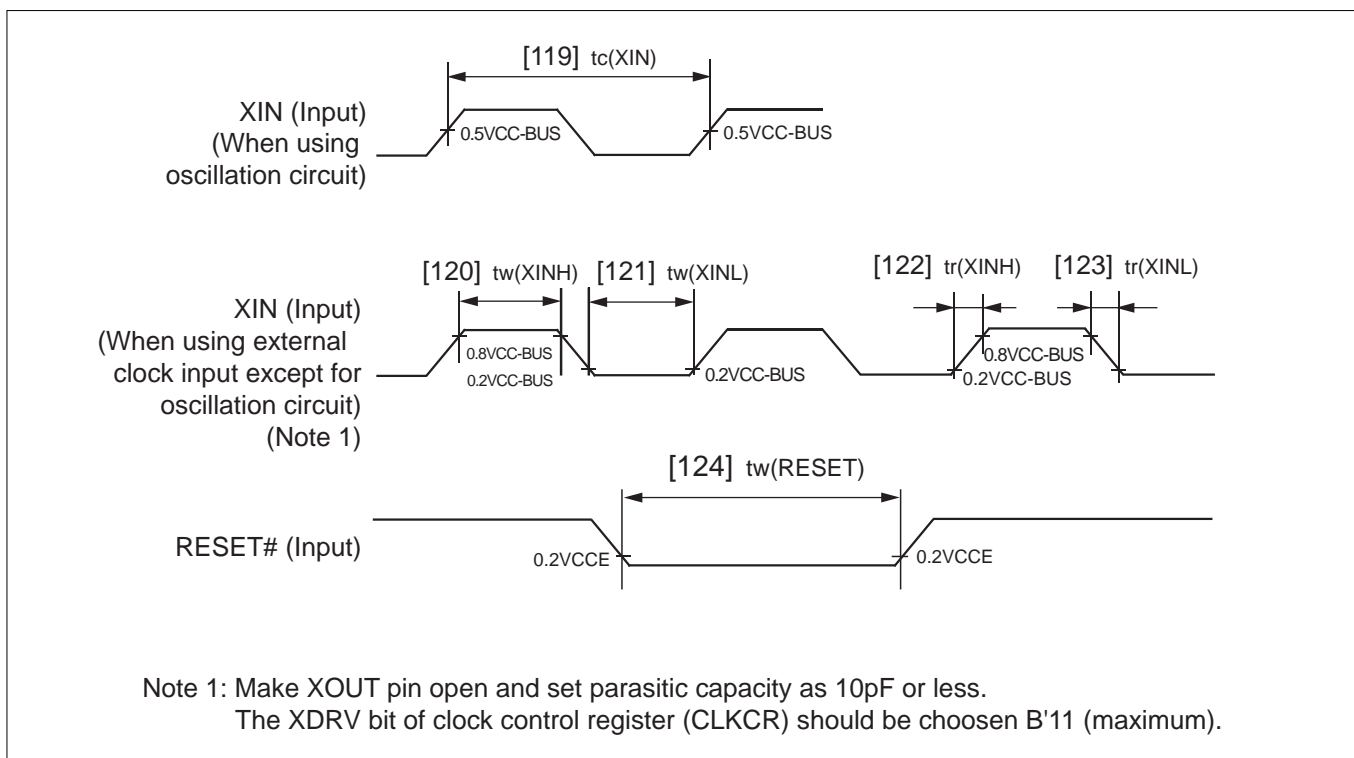 [119] tc(XIN)
XIN (Input)
(When using
oscillation circuit)
0.5VCC-BUS
0.5VCC-BUS
[120] tw(XINH)
[121] tw(XINL)
[122] tr(XINH)
[123] tr(XINL)
XIN (Input)
(When using external
clock input except for
oscillation circuit)
(Note 1)
0.8VCC-BUS
0.2VCC-BUS
0.2VCC-BUS
0.8VCC-BUS
0.2VCC-BUS
[124] tw(RESET)
RESET# (Input)
0.2VCCE
0.2VCCE
Note 1: Make XOUT pin open and set parasitic capacity as 10pF or less.
The XDRV bit of clock control register (CLKCR) should be choosen B'11 (maximum).